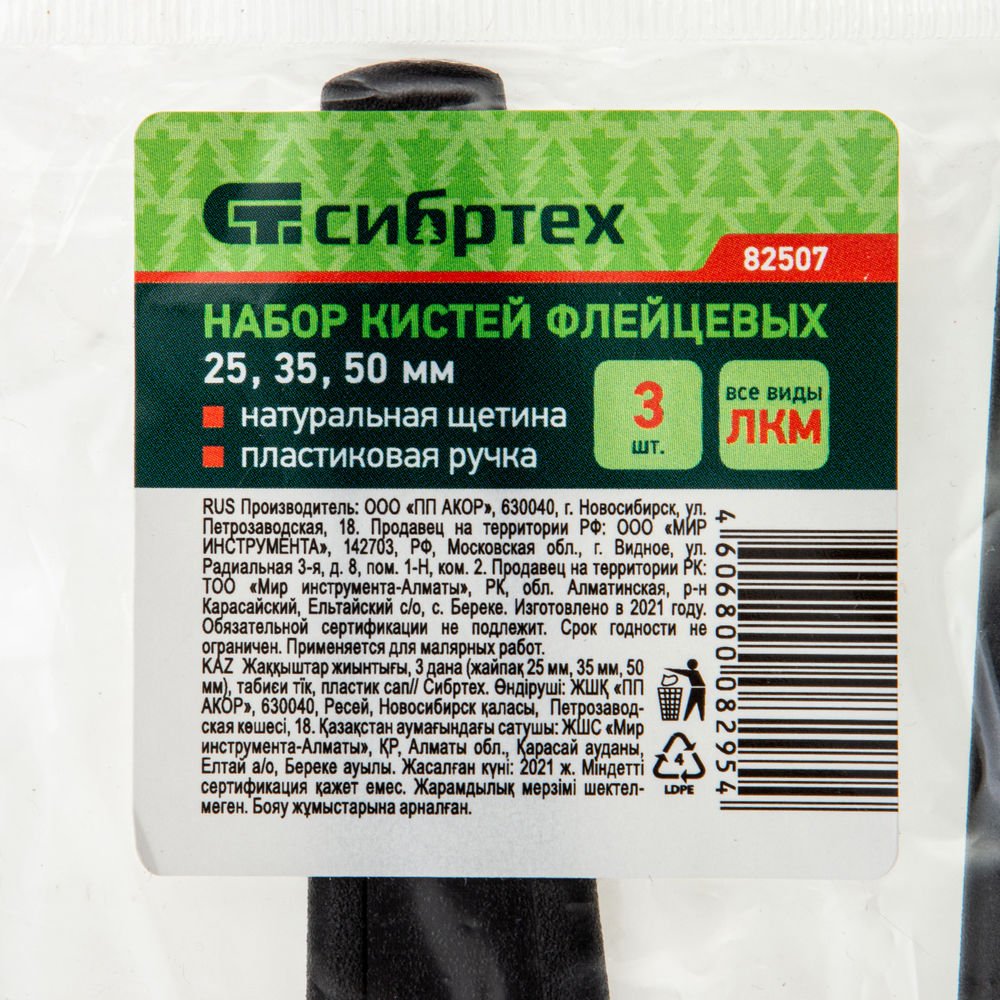 СТ сибртех
82507
НАБОР КИСТЕЙ ФЛЕЙЦЕВЫХ
25, 35, 50 мм
натуральная щетина
пластиковая ручка
3
шт.
все виды
ЛКМ
RUS Производитель: ООО «ПП АКОР», 630040, г. Новосибирск, ул.
Петрозаводская, 18. Продавец на территории РФ: ООО «МИР
ИНСТРУМЕНТА», 142703, РФ, Московская обл., г. Видное, ул.
Радиальная 3-я, д. 8, пом. 1-Н, ком. 2. Продавец на территории РК:
ТОО «Мир инструмента-Алматы», РК, обл. Алматинская, р-н
Карасайский, Ельтайский с/о, с. Береке. Изготовлено в 2021 году.
Обязательной сертификации не подлежит. Срок годности не
ограничен. Применяется для малярных работ.
KAZ Жаққыштар жиынтығы, 3 дана (жайпақ 25 мм, 35 мм, 50
мм), табиєи тік, пластик сап// Сибртех. Өндіруші: ЖШҚ «ПП
АКОР», 630040, Ресей, Новосибирск қаласы, Петрозавод-
ская көшесі, 18. Қазақстан аумағындағы сатушы: ЖШС «Мир
инструмента-Алматы», ҚР, Алматы обл., Қарасай ауданы,
Елтай а/о, Береке ауылы. Жасалған күні: 2021 ж. Міндетті
сертификация қажет емес. Жарамдылық мерзімі шектел-
меген. Бояу жұмыстарына арналған.
4 606800 082954
4
LDPE